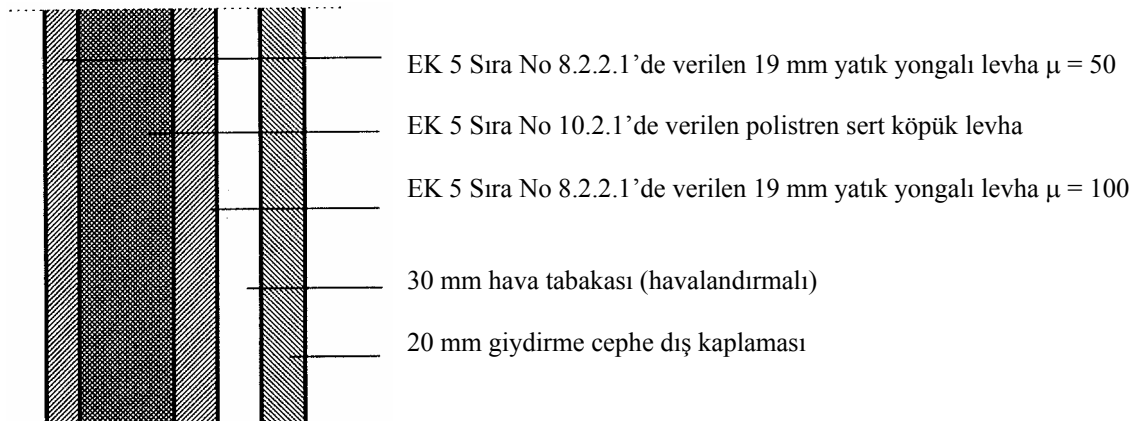 EK 5 Sıra No 8.2.2.1’de verilen 19 mm yatık yongalı levha μ = 50
EK 5 Sıra No 10.2.1’de verilen polistren sert köpük levha
EK 5 Sıra No 8.2.2.1’de verilen 19 mm yatık yongalı levha μ = 100
30 mm hava tabakası (havalandırmalı)
20 mm giydirme cephe dış kaplaması